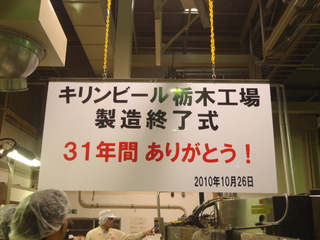 キリンビール栃木工場
製造終了式
31年間 ありがとう!
2010年10月26日